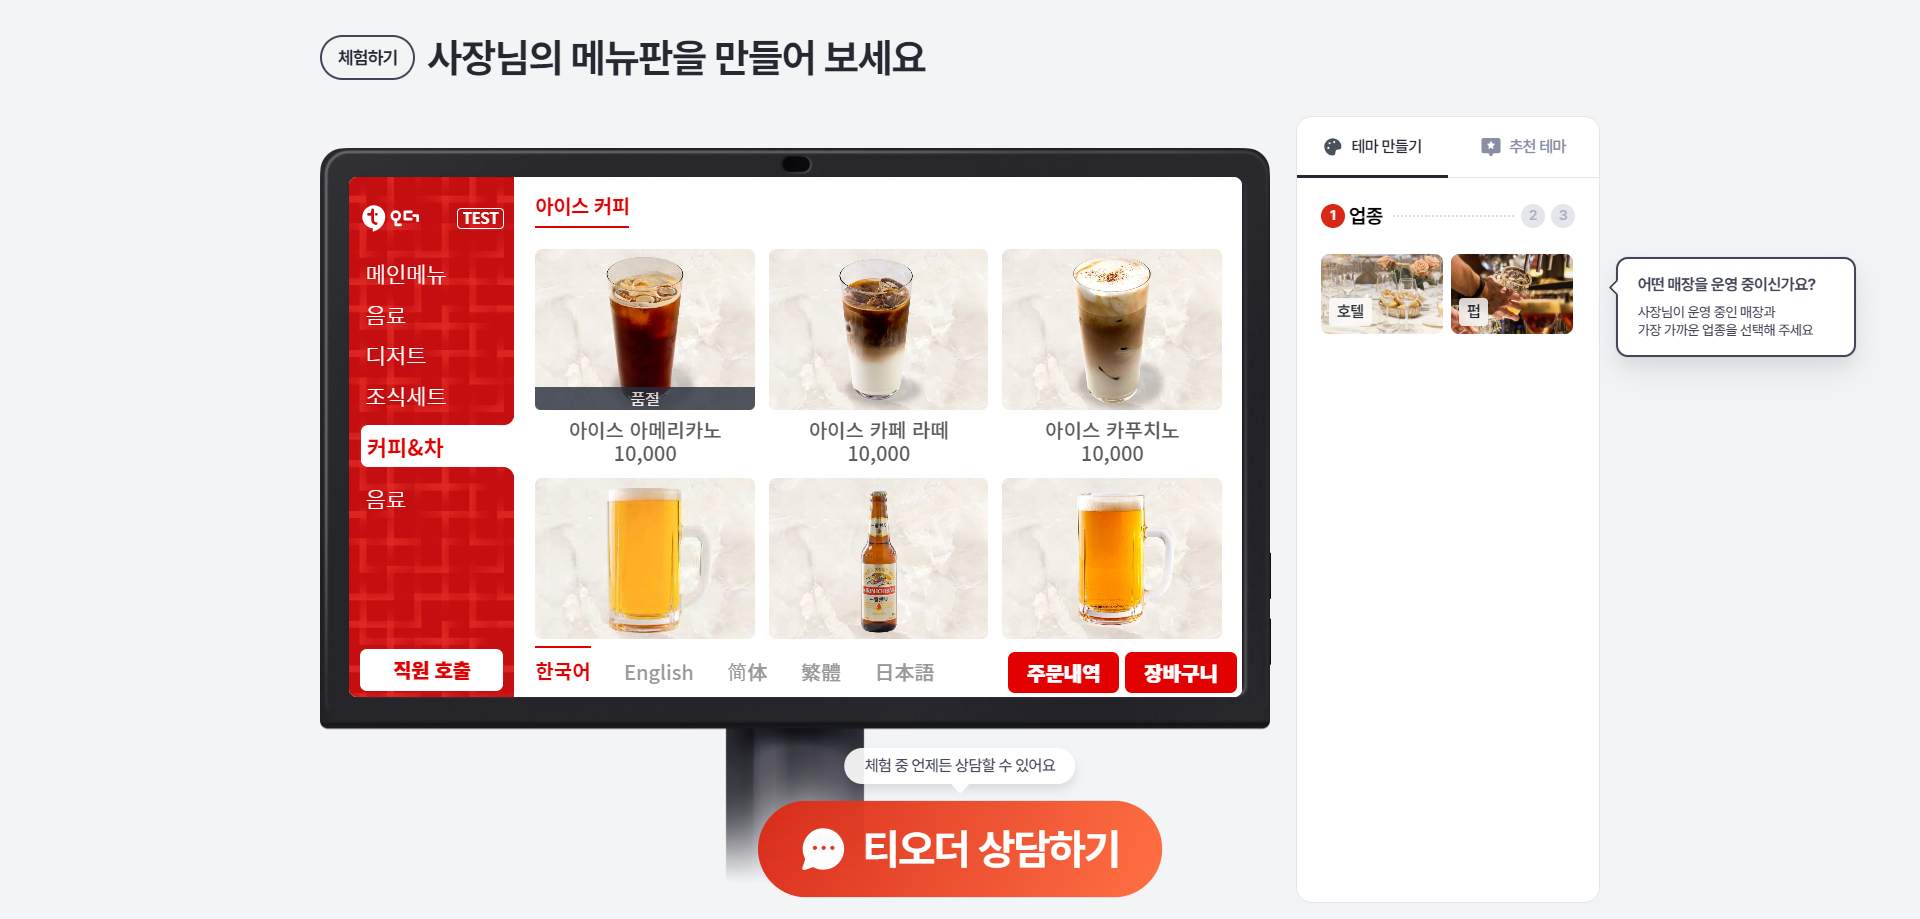 체험하기
사장님의 메뉴판을 만들어 보세요
t오더
TEST
메인메뉴
음료
디저트
조식세트
커피&차
음료
직원 호출
아이스 커피
품절
아이스 아메리카노
10,000
아이스 카페 라떼
10,000
아이스 카푸치노
10,000
한국어
English
简体
繁體
日本語
주문내역
장바구니
체험 중 언제든 상담할 수 있어요
티오더 상담하기
테마 만들기
추천 테마
1 업종
2
3
호텔
펍
어떤 매장을 운영 중이신가요?
사장님이 운영 중인 매장과
가장 가까운 업종을 선택해 주세요